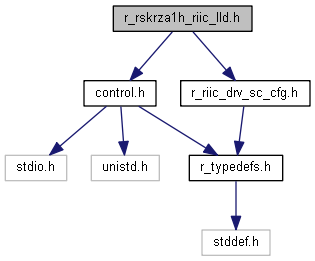 r_rskrza1h_riic_lld.h
control.h
r_riic_drv_sc_cfg.h
stdio.h
unistd.h
r_typedefs.h
stddef.h